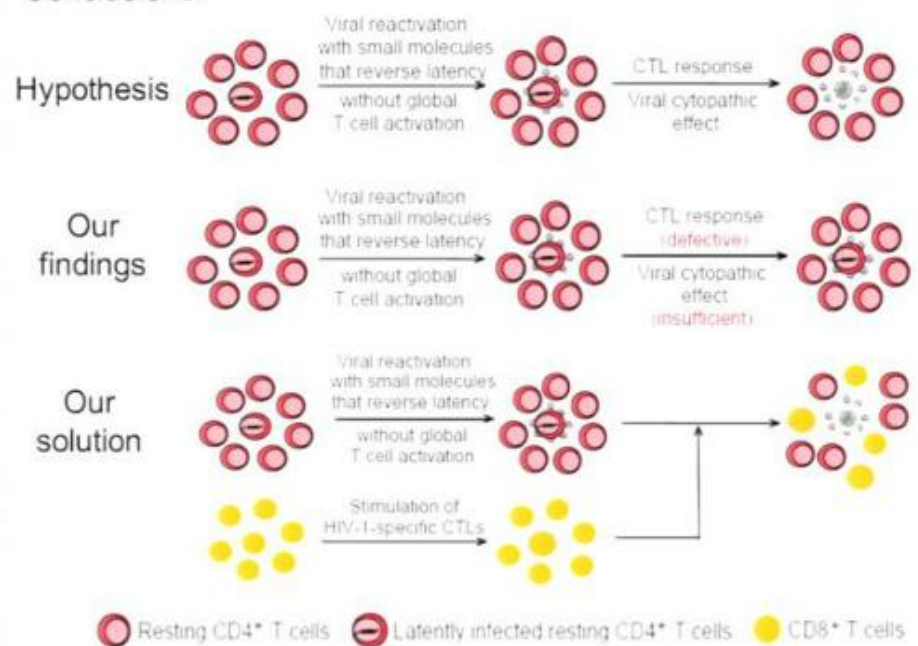 Hypothesis
Viral reactivation
with small molecules
that reverse latency
without global
T cell activation
CTL response
Viral cytopathic
effect
Our
findings
Viral reactivation
with small molecules
that reverse latency
without global
T cell activation
CTL response
(defective)
Viral cytopathic
effect
(insufficient)
Our
solution
Viral reactivation
with small molecules
that reverse latency
without global
T cell activation
Stimulation of
HIV-1-specific CTLs
Resting CD4+ T cells
Latently infected resting CD4+ T cells
CD8+ T cells